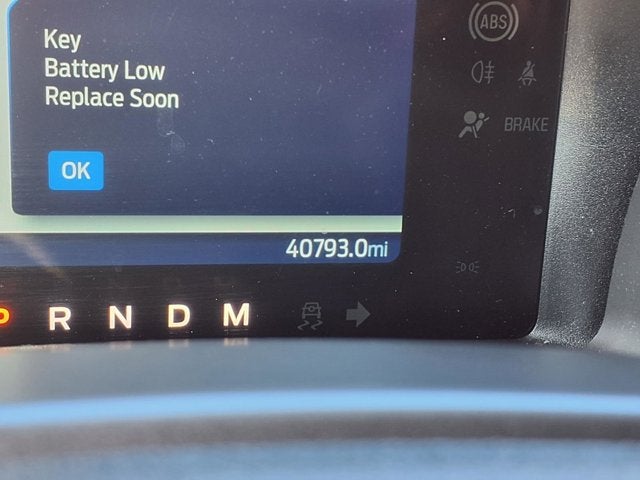 Key
Battery Low
Replace Soon
OK
ABS
BRAKE
40793.0mi
P R N D M